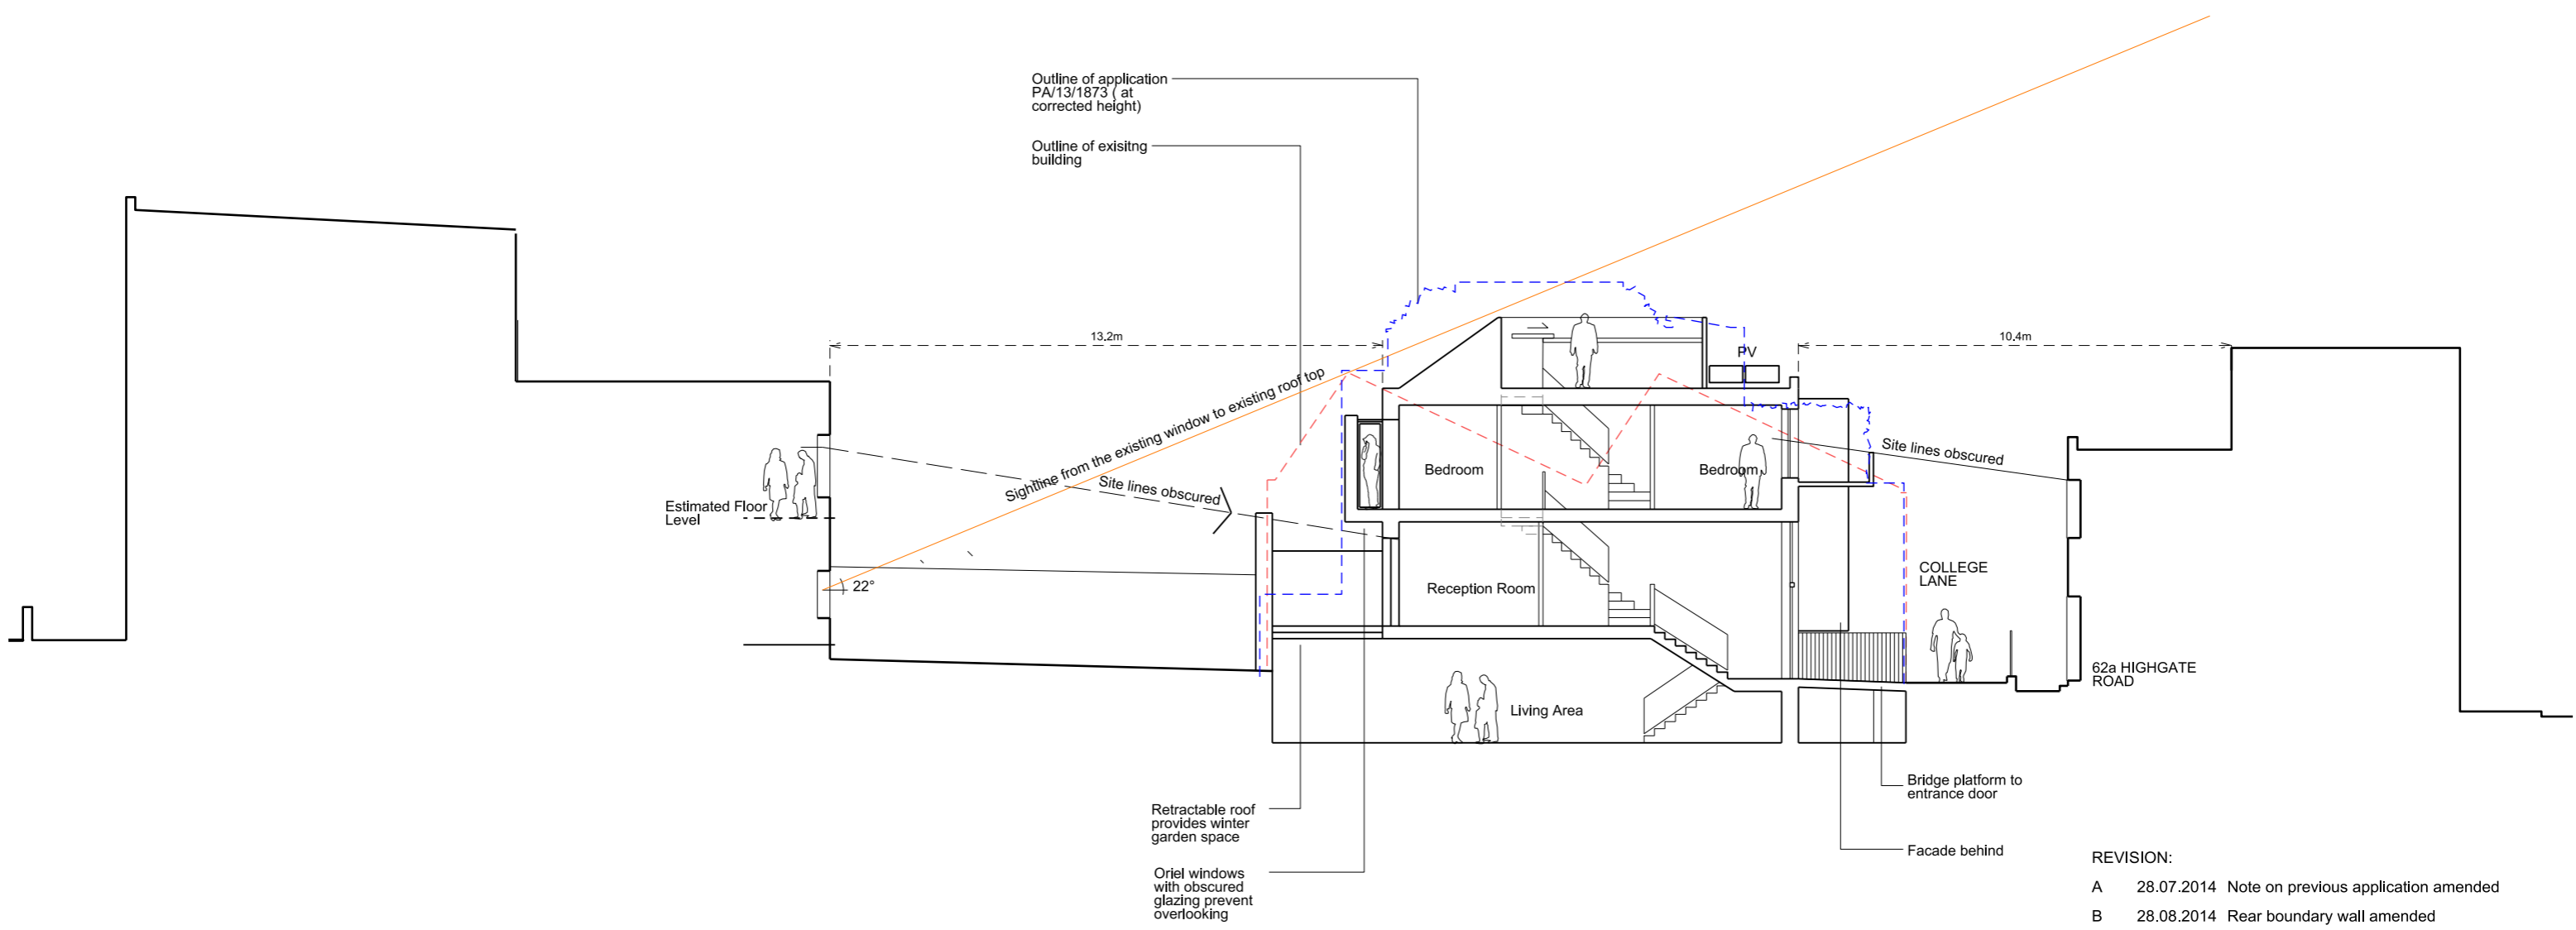 Outline of application
PA/13/1873 ( at
corrected height)
Outline of exisitng
building
13.2m
10.4m
PV
Sightline from the existing window to existing roof top
Site lines obscured
Site lines obscured
Bedroom
Bedroom
Estimated Floor
Level
22°
Reception Room
COLLEGE
LANE
62a HIGHGATE
ROAD
Living Area
Retractable roof
provides winter
garden space
Bridge platform to
entrance door
Facade behind
Oriel windows
with obscured
glazing prevent
overlooking
REVISION:
A 28.07.2014 Note on previous application amended
B 28.08.2014 Rear boundary wall amended